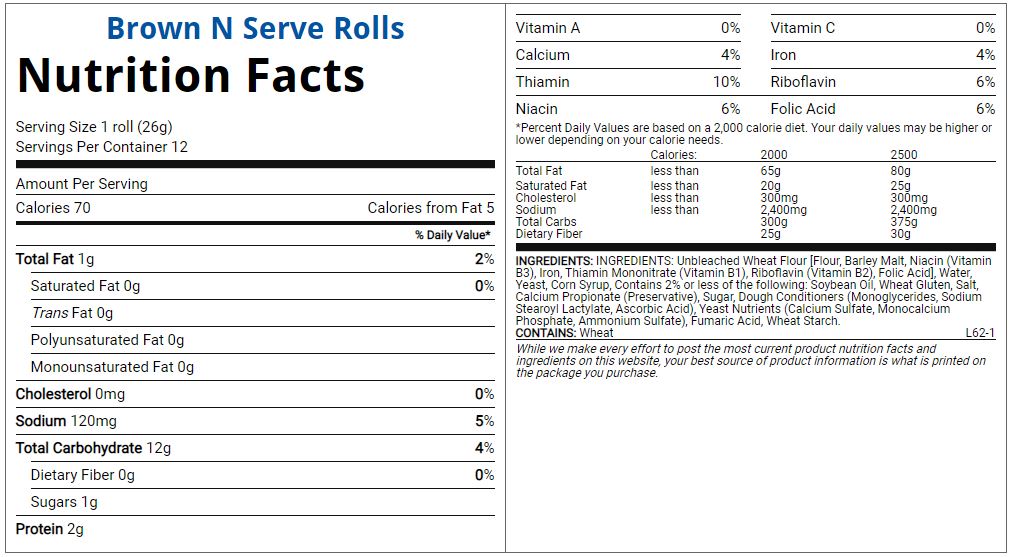 Brown N Serve Rolls
Nutrition Facts
Serving Size 1 roll (26g)
Servings Per Container 12
Amount Per Serving
Calories 70 Calories from Fat 5
% Daily Value*
Total Fat 1g 2%
Saturated Fat 0g 0%
Trans Fat 0g
Polyunsaturated Fat 0g
Monounsaturated Fat 0g
Cholesterol 0mg 0%
Sodium 120mg 5%
Total Carbohydrate 12g 4%
Dietary Fiber 0g 0%
Sugars 1g
Protein 2g
Vitamin A 0% Vitamin C 0%
Calcium 4% Iron 4%
Thiamin 10% Riboflavin 6%
Niacin 6% Folic Acid 6%
*Percent Daily Values are based on a 2,000 calorie diet. Your daily values may be higher or
lower depending on your calorie needs.
Calories: 2000 2500
Total Fat less than 65g 80g
Saturated Fat less than 20g 25g
Cholesterol less than 300mg 300mg
Sodium less than 2,400mg 2,400mg
Total Carbs 300g 375g
Dietary Fiber 25g 30g
INGREDIENTS: INGREDIENTS: Unbleached Wheat Flour [Flour, Barley Malt, Niacin (Vitamin
B3), Iron, Thiamin Mononitrate (Vitamin B1), Riboflavin (Vitamin B2), Folic Acid], Water,
Yeast, Corn Syrup, Contains 2% or less of the following: Soybean Oil, Wheat Gluten, Salt,
Calcium Propionate (Preservative), Sugar, Dough Conditioners (Monoglycerides, Sodium
Stearoyl Lactylate, Ascorbic Acid), Yeast Nutrients (Calcium Sulfate, Monocalcium
Phosphate, Ammonium Sulfate), Fumaric Acid, Wheat Starch.
CONTAINS: Wheat L62-1
While we make every effort to post the most current product nutrition facts and
ingredients on this website, your best source of product information is what is printed on
the package you purchase.